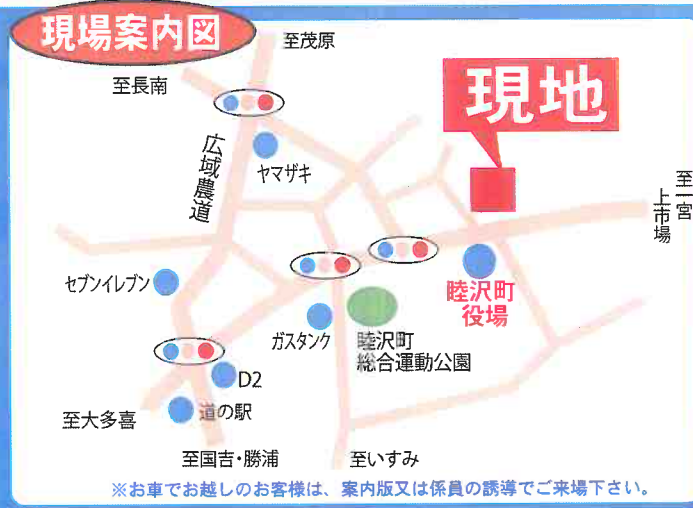 現場案内図
至茂原
至長南
現地
広域農道
ヤマザキ
至一宮
上市場
セブンイレブン
睦沢町
役場
ガスタンク
睦沢町
総合運動公園
D2
道の駅
至大多喜
至国吉・勝浦
至いすみ
※お車でお越しのお客様は、案内版又は係員の誘導でご来場下さい。